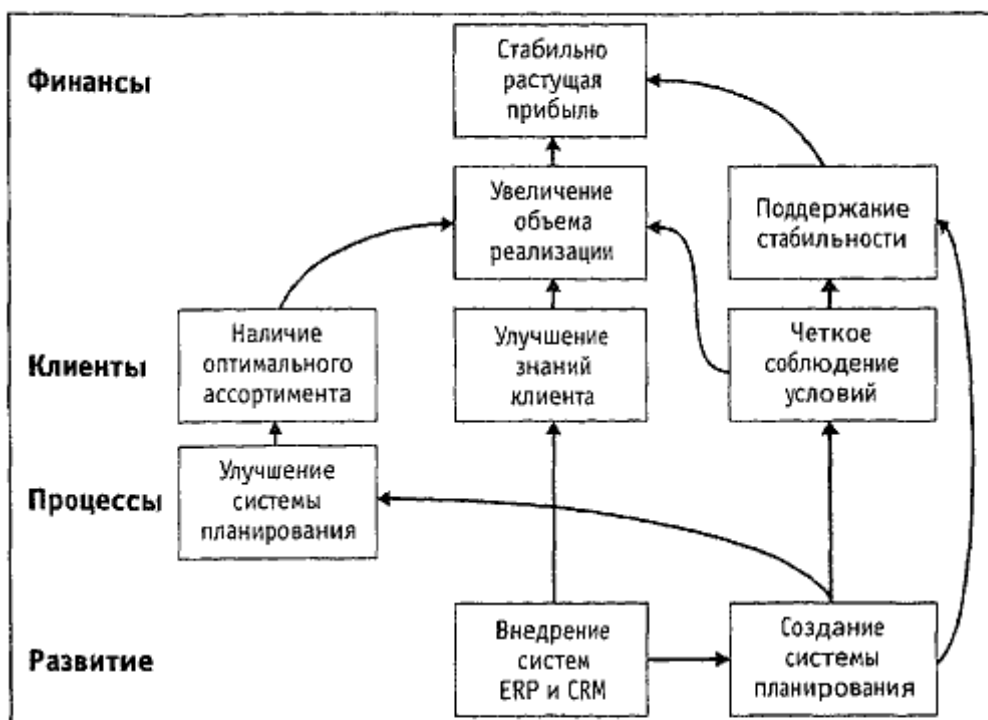 Финансы
Стабильно
растущая
прибыль
Увеличение
объема
реализации
Поддержание
стабильности
Клиенты
Наличие
оптимального
ассортимента
Улучшение
знаний
клиента
Четкое
соблюдение
условий
Процессы
Улучшение
системы
планирования
Развитие
Внедрение
систем
ERP и CRM
Создание
системы
планирования